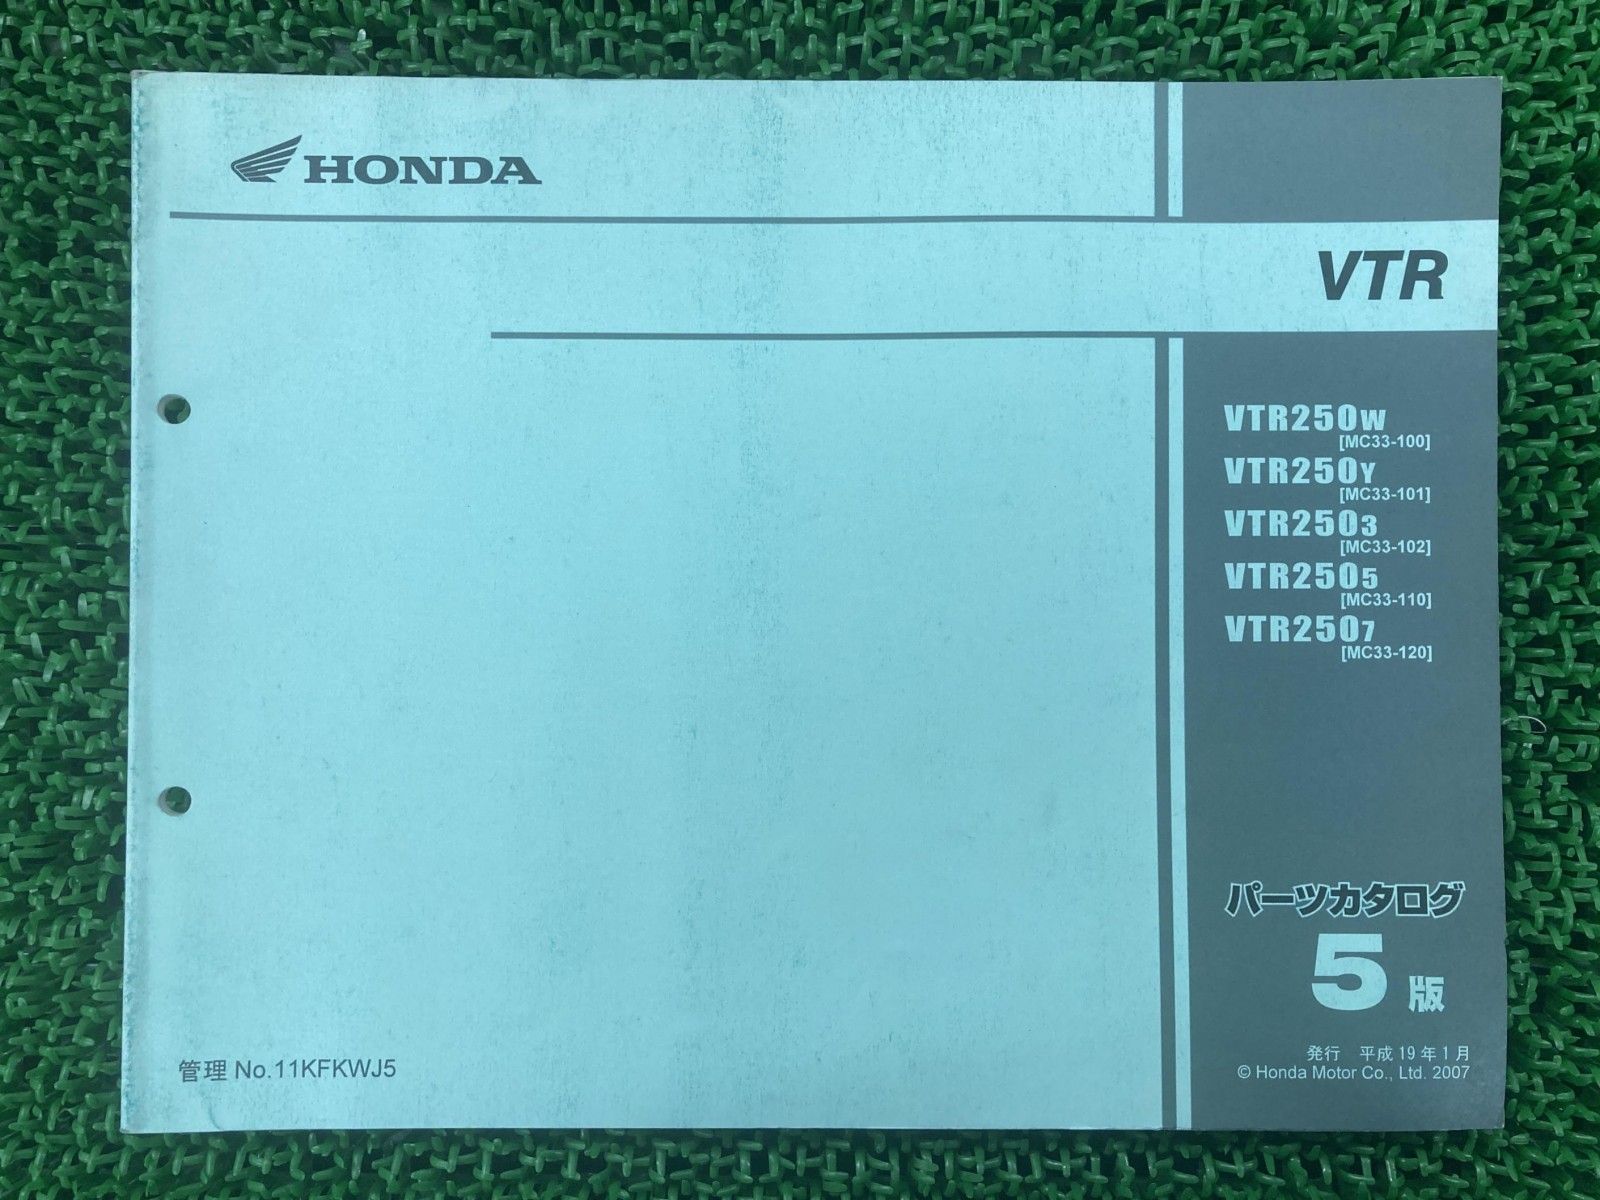 HONDA
VTR
VTR250W
[MC33-100]
VTR250Y
[MC33-101]
VTR2503
[MC33-102]
VTR2505
[MC33-110]
VTR2507
[MC33-120]
パーツカタログ
5 版
発行 平成 19 年 1 月
© Honda Motor Co., Ltd. 2007
管理 No.11KFKWJ5